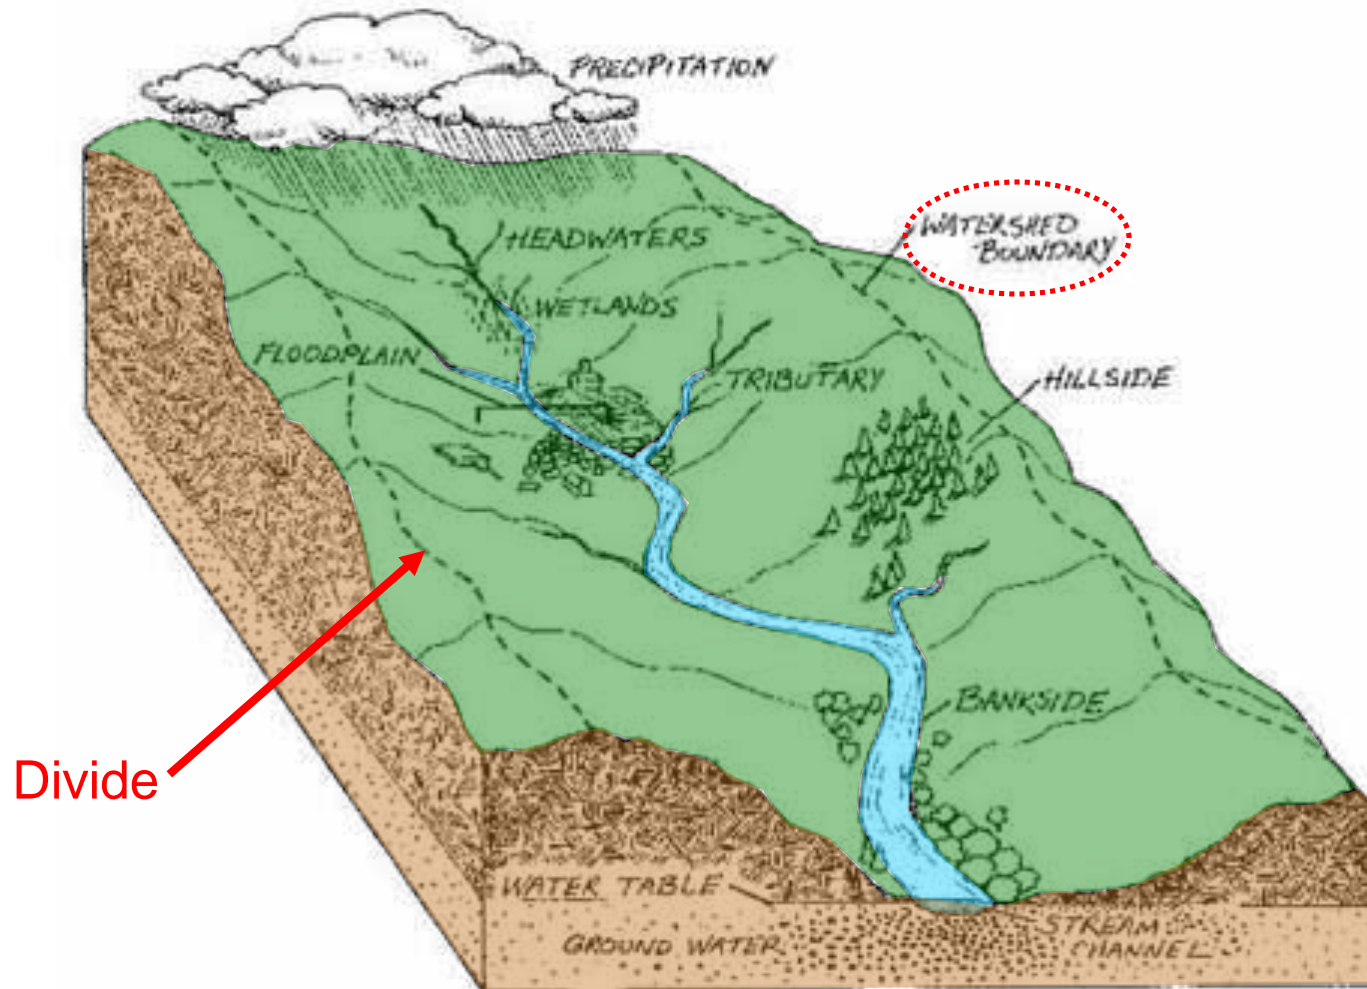 PRECIPITATION
WATERSHED
BOUNDARY
HEADWATERS
WETLANDS
FLOODPLAIN
TRIBUTARY
HILLSIDE
BANKSIDE
Divide
WATER TABLE
STREAM
CHANNEL
GROUND WATER